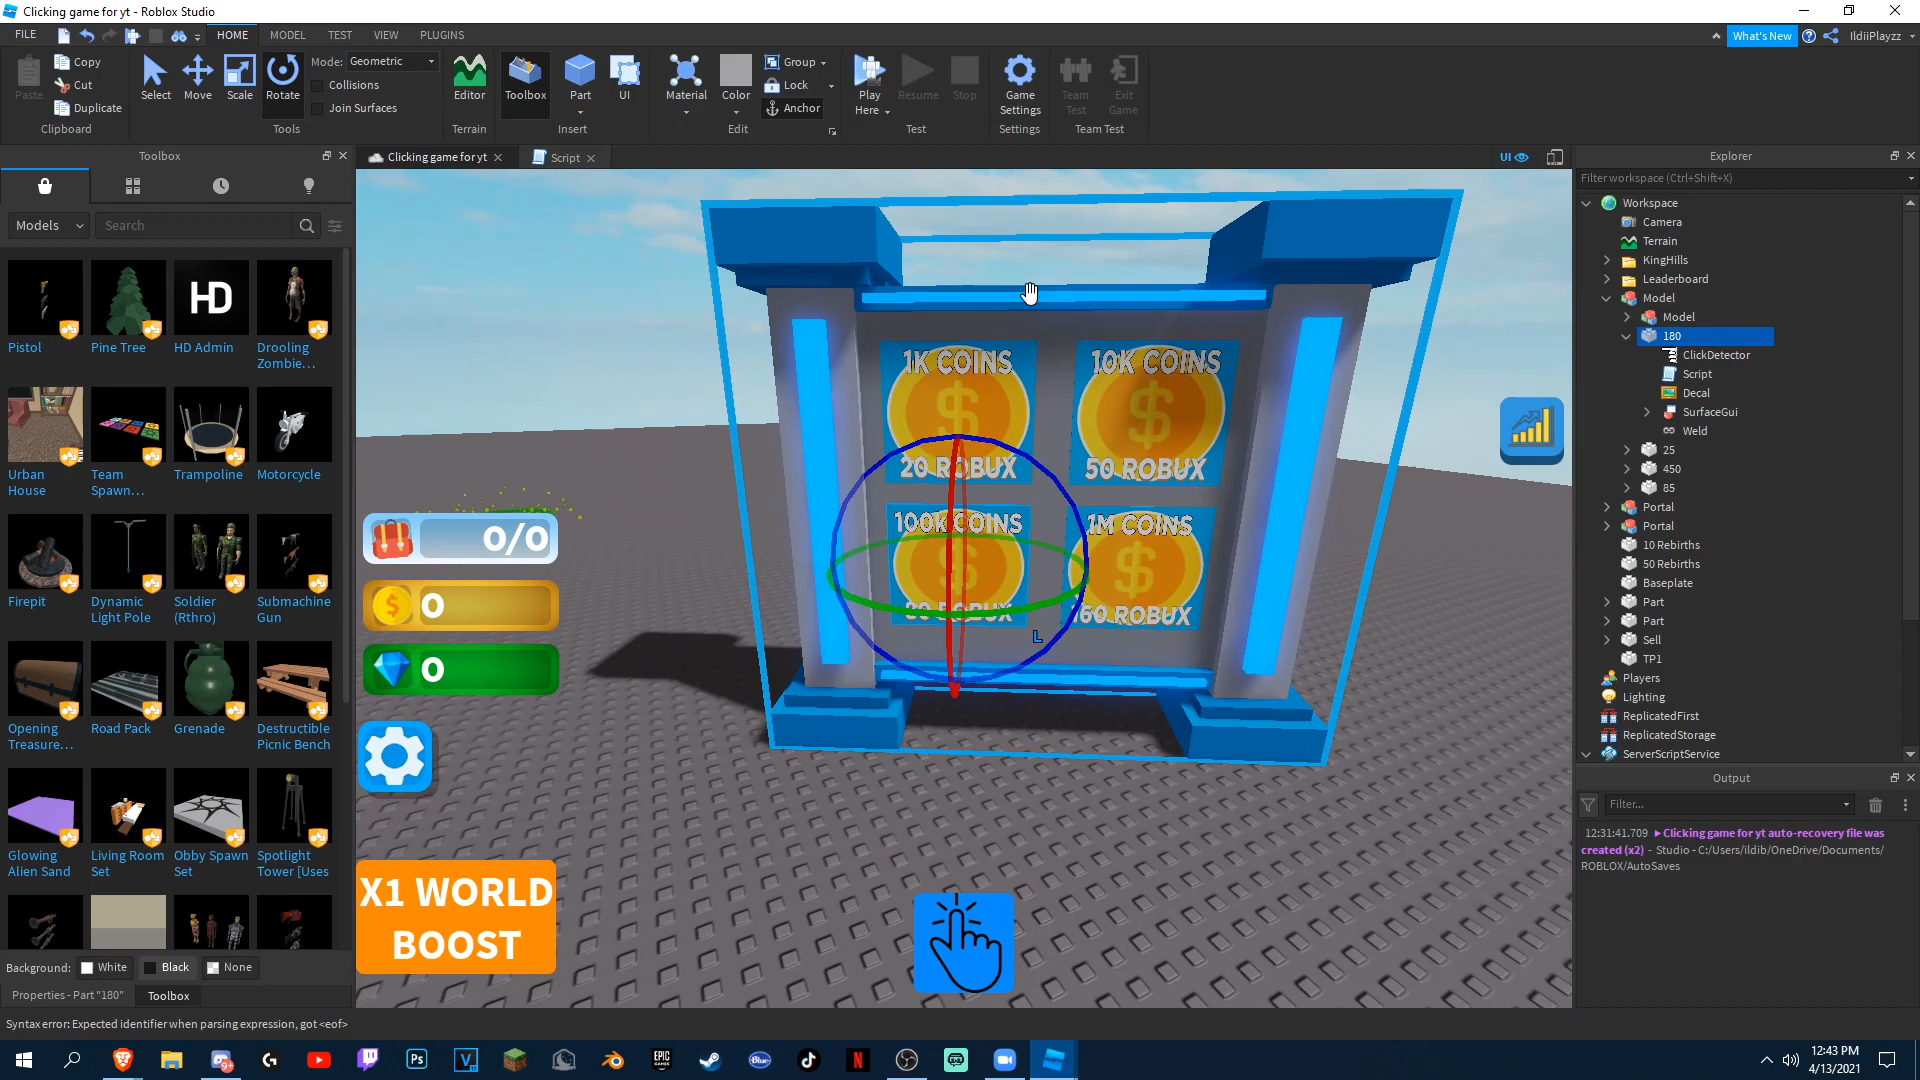 Clicking game for yt - Roblox Studio
FILE
HOME
MODEL
TEST
VIEW
PLUGINS
What's New
IldiiPlayzz
Paste
Copy
Cut
Duplicate
Clipboard
Select
Move
Scale
Rotate
Mode: Geometric
Collisions
Join Surfaces
Tools
Editor
Terrain
Toolbox
Part
UI
Insert
Material
Color
Group
Lock
Anchor
Edit
Play Here
Resume
Stop
Test
Game Settings
Settings
Team Test
Exit Game
Team Test
Toolbox
Clicking game for yt
Script
UI
Explorer
Filter workspace (Ctrl+Shift+X)
Models
Search
Pistol
Pine Tree
HD
HD Admin
Drooling Zombie...
Urban House
Team Spawn...
Trampoline
Motorcycle
Firepit
Dynamic Light Pole
Soldier (Rthro)
Submachine Gun
Opening Treasure...
Road Pack
Grenade
Destructible Picnic Bench
Glowing Alien Sand
Living Room Set
Obby Spawn Set
Spotlight Tower [Uses
Background:
White
Black
None
Properties - Part "180"
Toolbox
Syntax error: Expected identifier when parsing expression, got <eof>
1K COINS
20 ROBUX
10K COINS
50 ROBUX
100K COINS
1M COINS
L
0/0
0
0
X1 WORLD
BOOST
Workspace
Camera
Terrain
KingHills
Leaderboard
Model
Model
180
ClickDetector
Script
Decal
SurfaceGui
Weld
25
450
85
Portal
Portal
10 Rebirths
50 Rebirths
Baseplate
Part
Part
Sell
TP1
Players
Lighting
ReplicatedFirst
ReplicatedStorage
ServerScriptService
Output
Filter...
12:31:41.709 ▸ Clicking game for yt auto-recovery file was
created (x2) - Studio - C:/Users/ildib/OneDrive/Documents/
ROBLOX/AutoSaves
9+
Ps
EPIC GAMES
12:43 PM
4/13/2021